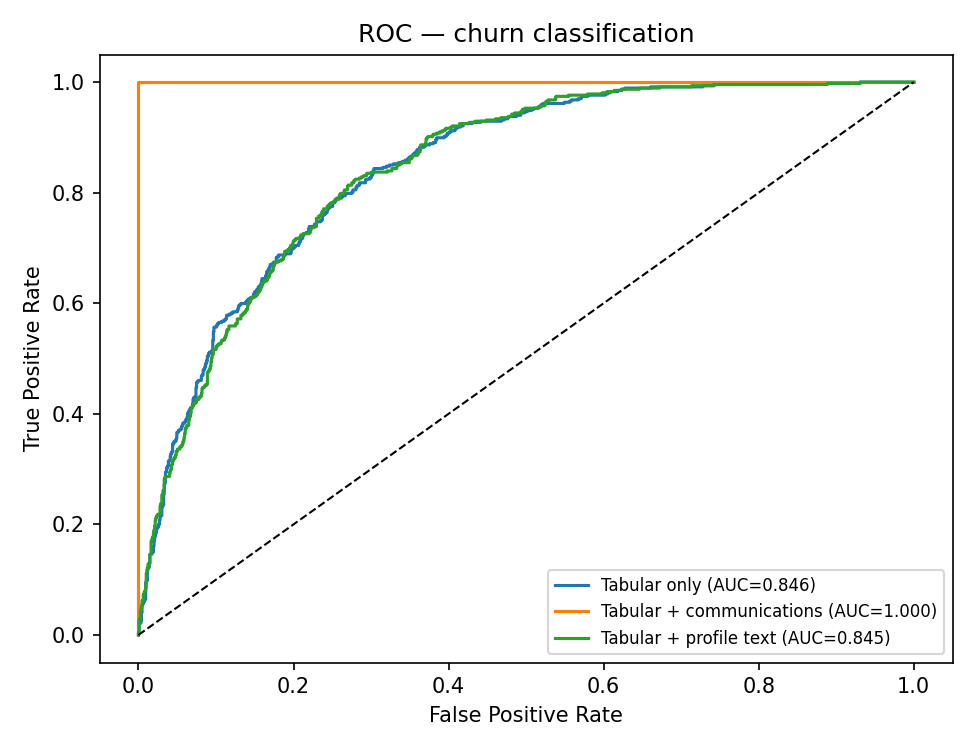 ROC — churn classification
True Positive Rate
1.0
0.8
0.6
0.4
0.2
0.0
Tabular only (AUC=0.846)
Tabular + communications (AUC=1.000)
Tabular + profile text (AUC=0.845)
0.0 0.2 0.4 0.6 0.8 1.0
False Positive Rate